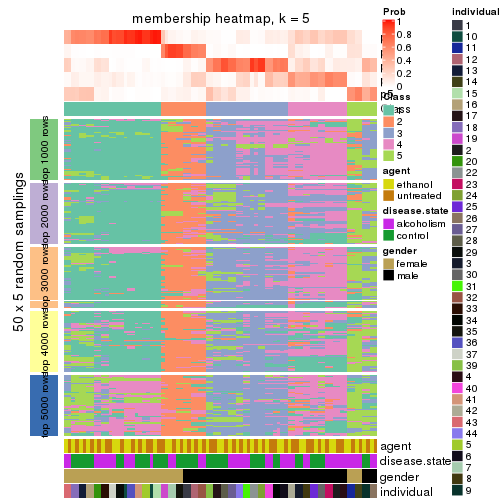 membership heatmap, k = 5
50 x 5 random samplings
top 1000 rows
top 2000 rows
top 3000 rows
top 4000 rows
top 5000 rows
agent
disease.state
gender
individual
Prob
1
0.8
0.6
0.4
0.2
0
Class
1
2
3
4
5
agent
ethanol
untreated
disease.state
alcoholism
control
gender
female
male
individual
1
10
11
12
13
14
15
16
17
18
19
2
20
22
23
24
25
26
27
28
29
3
30
31
32
33
34
35
36
37
39
4
40
41
42
43
44
5
6
7
8
9